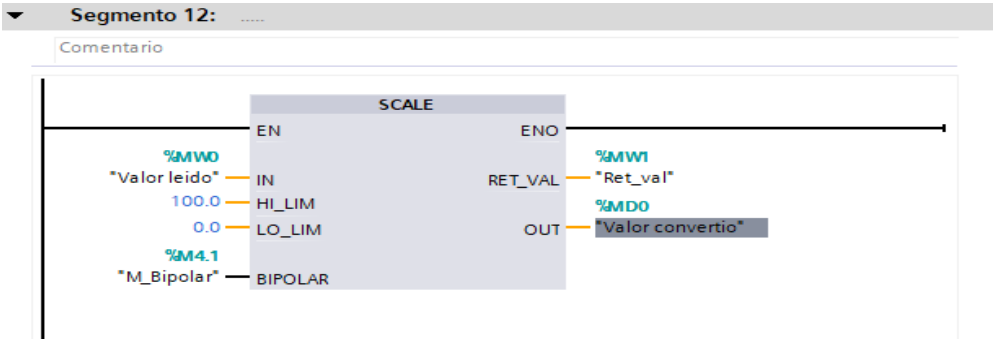 Segmento 12: .....
Comentario
SCALE
EN ENO
%MW0 %MW1
"Valor leido" IN RET_VAL "Ret_val"
100.0 HI_LIM %MD0
0.0 LO_LIM OUT "Valor convertio"
%M4.1
"M_Bipolar" BIPOLAR